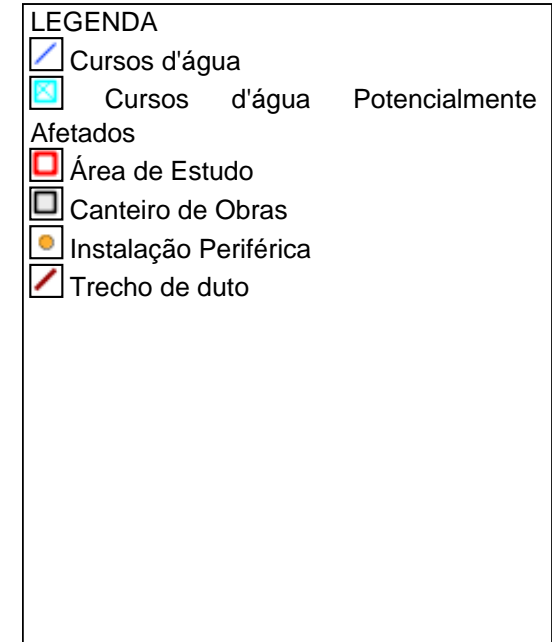 LEGENDA
Cursos d'água
Cursos d'água Potencialmente
Afetados
Área de Estudo
Canteiro de Obras
Instalação Periférica
Trecho de duto